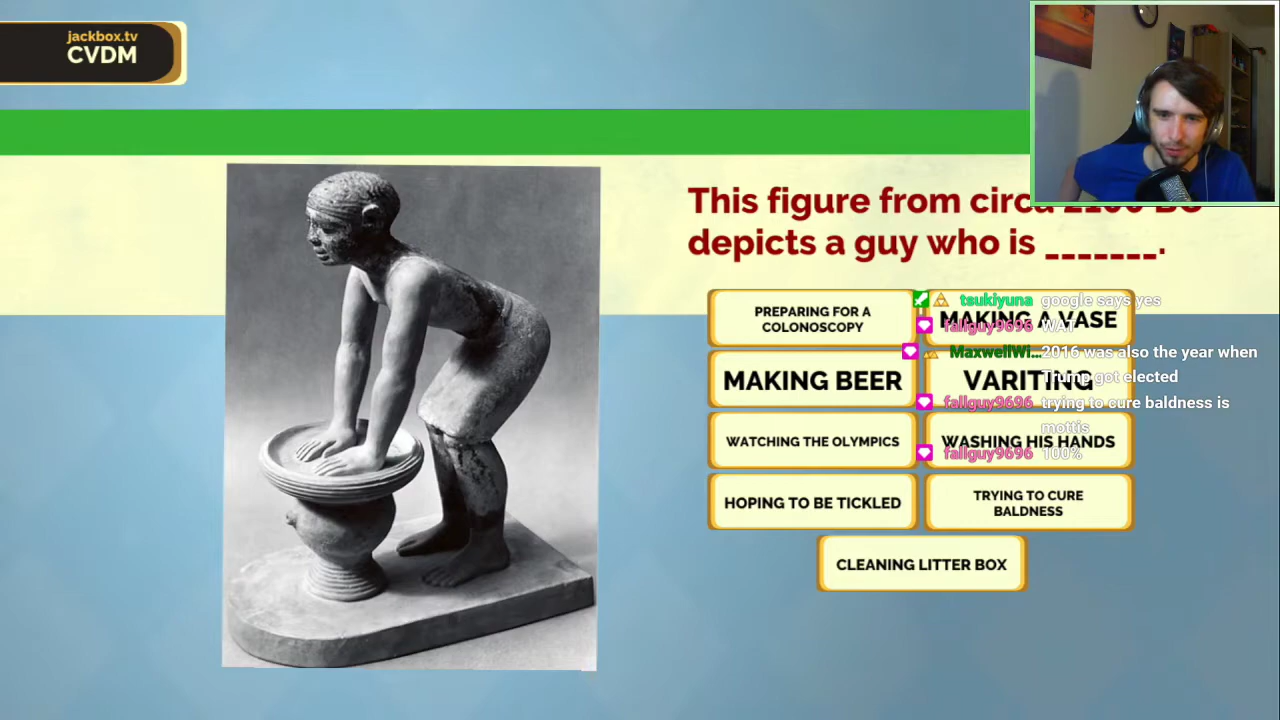 jackbox.tv
CVDM
This figure from circa
depicts a guy who is _______.
PREPARING FOR A
COLONOSCOPY
MAKING A VASE
MAKING BEER
VARITING
WATCHING THE OLYMPICS
WASHING HIS HANDS
HOPING TO BE TICKLED
TRYING TO CURE
BALDNESS
CLEANING LITTER BOX
tsukiyuna google says yes
fallguy9696 WAT
MaxwellWi... 2016 was also the year when
Trump got elected
fallguy9696 trying to cure baldness is
mottis
fallguy9696 100%